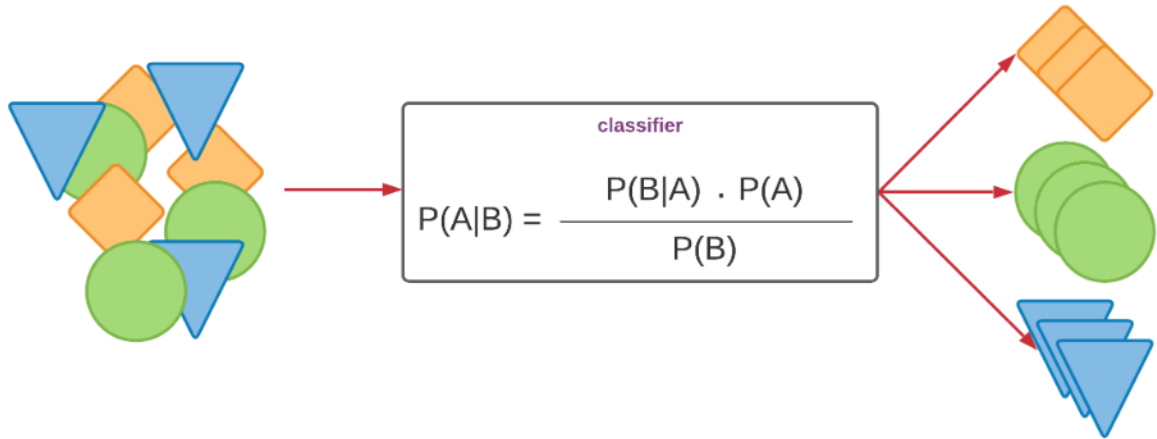 classifier
P(B|A) . P(A)
P(A|B) =
P(B)